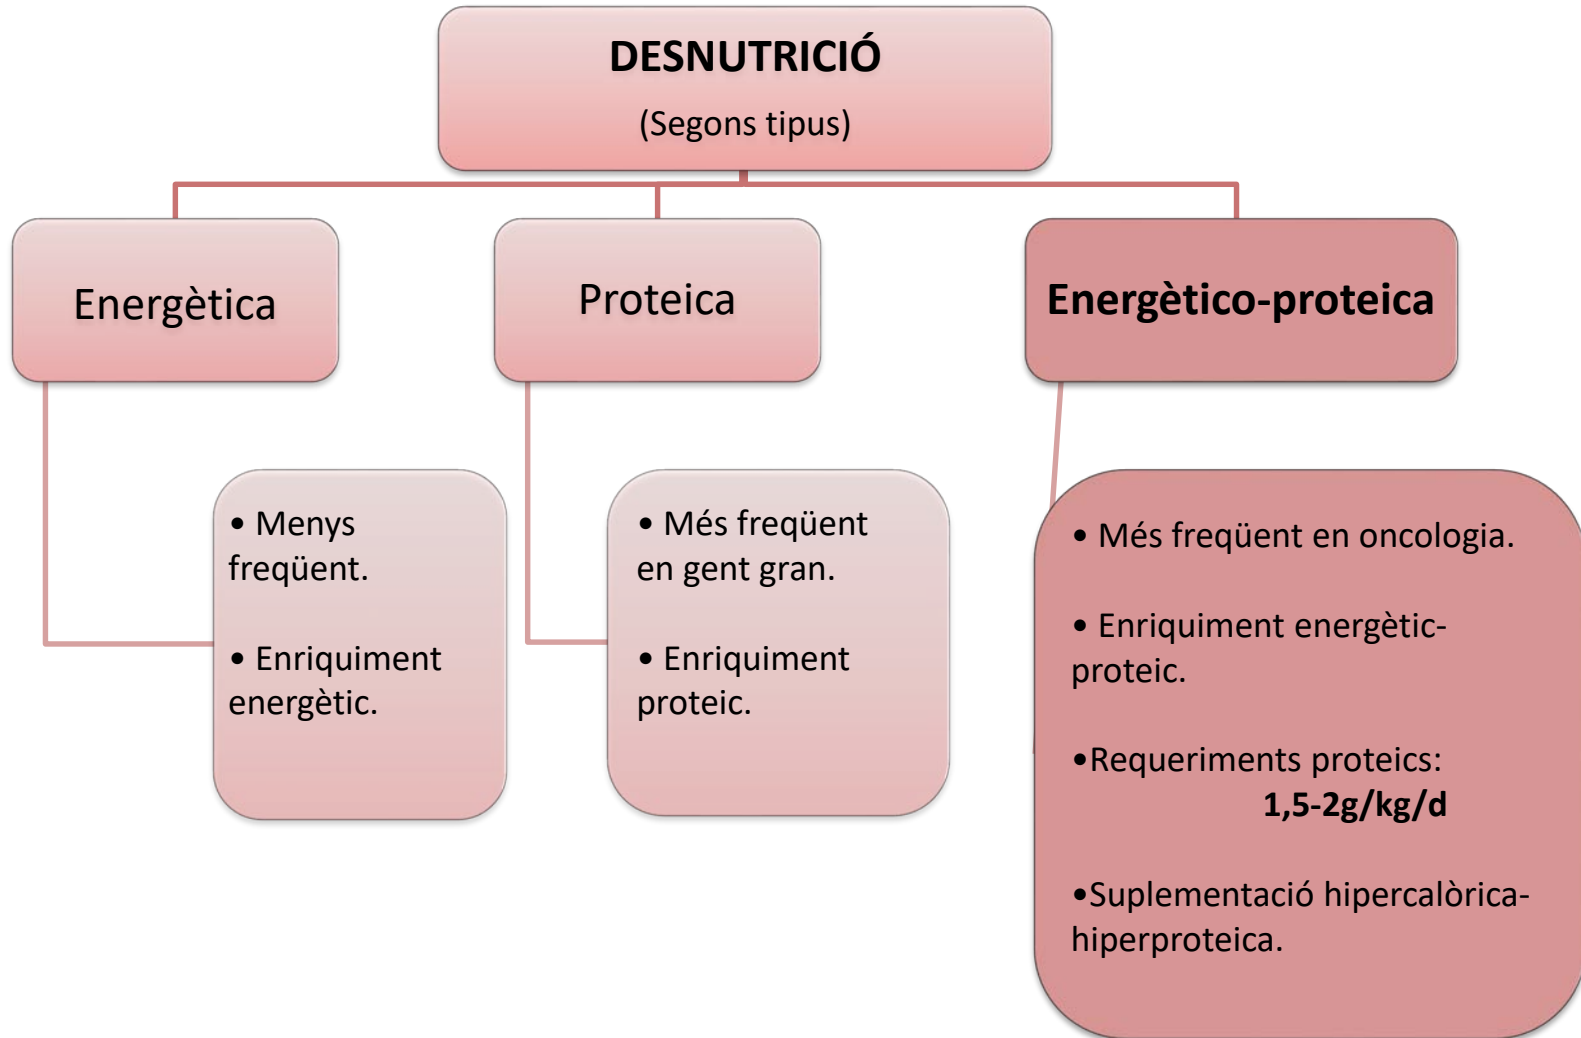 DESNUTRICIÓ
(Segons tipus)
Energètica
Proteica
Energètico-proteica
• Menys
freqüent.
• Enriquiment
energètic.
• Més freqüent
en gent gran.
• Enriquiment
proteic.
• Més freqüent en oncologia.
• Enriquiment energètic-
proteic.
•Requeriments proteics:
1,5-2g/kg/d
•Suplementació hipercalòrica-
hiperproteica.